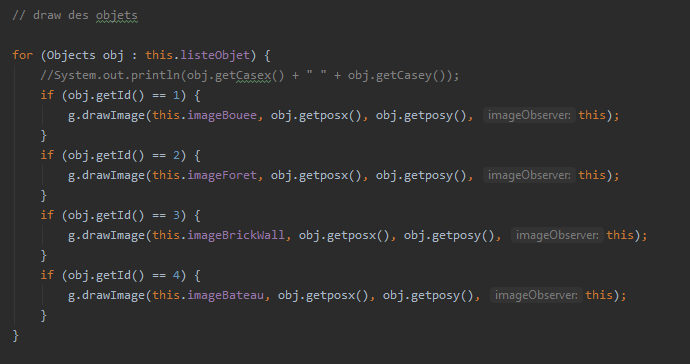 // draw des objets
for (Objects obj : this.listeObjet) {
//System.out.println(obj.getCasex() + " " + obj.getCasey());
if (obj.getId() == 1) {
g.drawImage(this.imageBouee, obj.getposx(), obj.getposy(), imageObserver: this);
}
if (obj.getId() == 2) {
g.drawImage(this.imageForet, obj.getposx(), obj.getposy(), imageObserver: this);
}
if (obj.getId() == 3) {
g.drawImage(this.imageBrickWall, obj.getposx(), obj.getposy(), imageObserver: this);
}
if (obj.getId() == 4) {
g.drawImage(this.imageBateau, obj.getposx(), obj.getposy(), imageObserver: this);
}
}